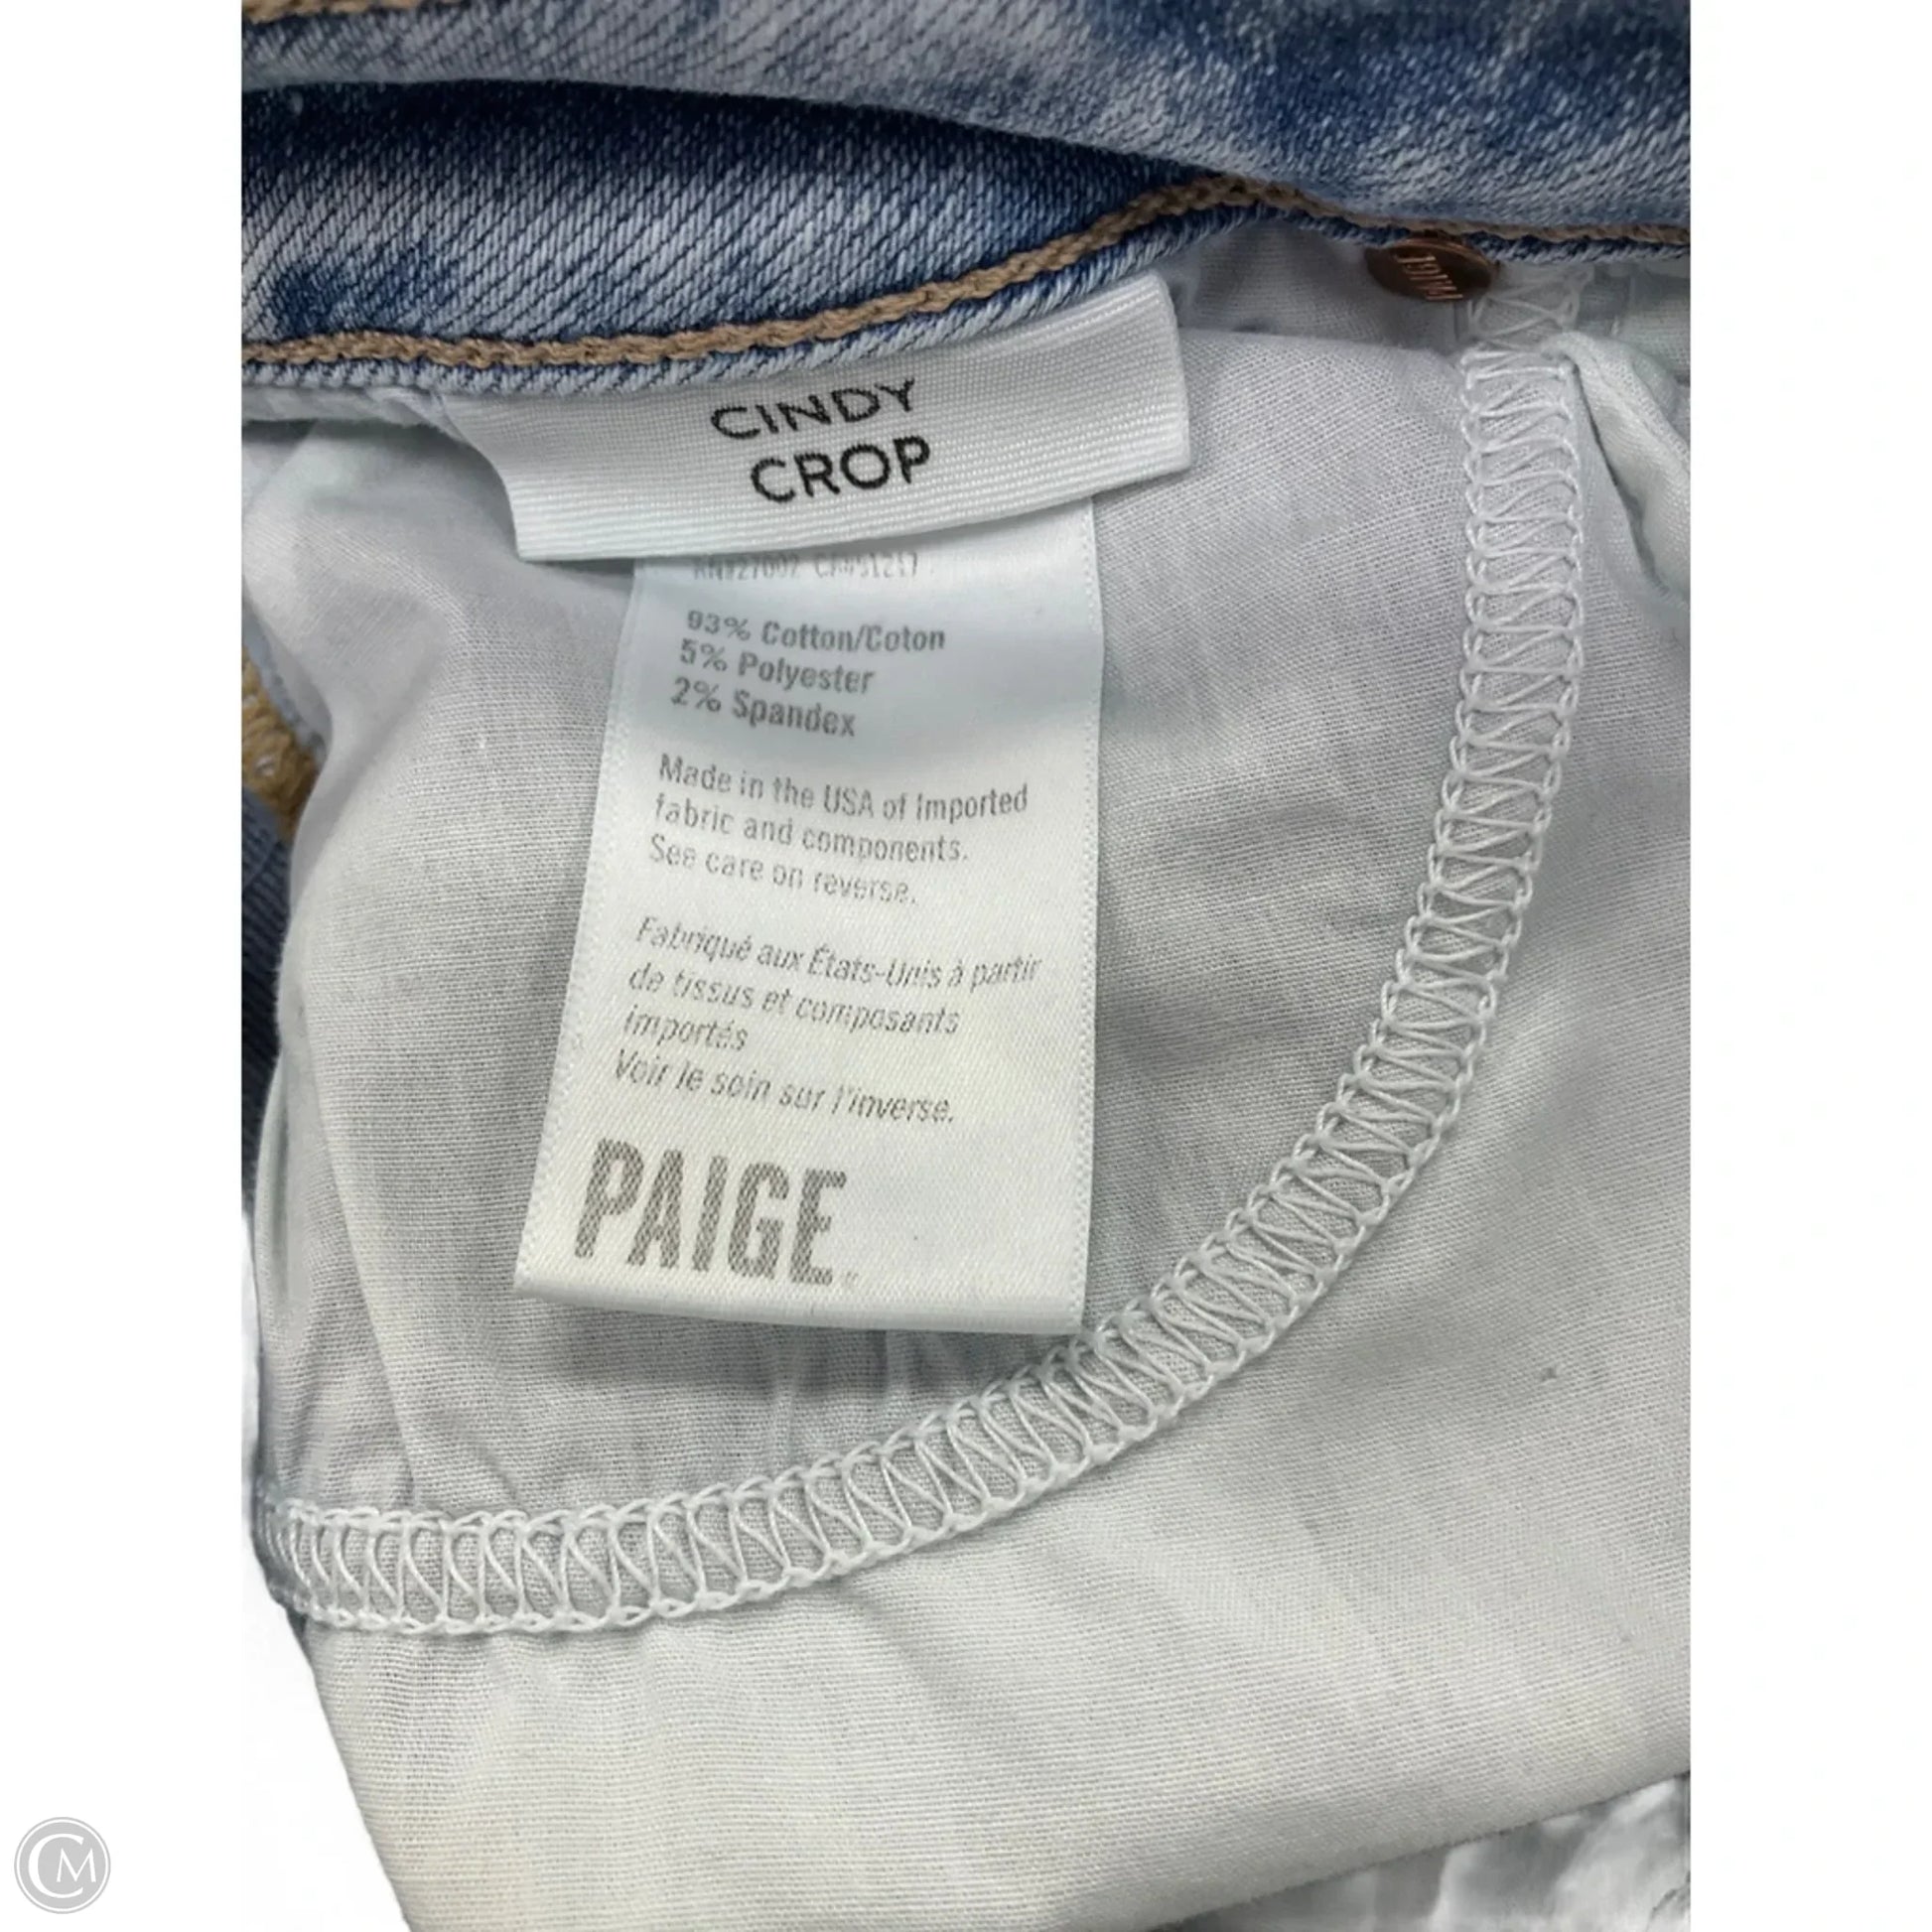 CINDY
CROP
93% Cotton/Coton
5% Polyester
2% Spandex
Made in the USA of Imported
fabric and components.
See care on reverse.
Fabriqué aux États-Unis à partir
de tissus et composants
importés
Voir le soin sur l'inverse.
PAIGE
CM